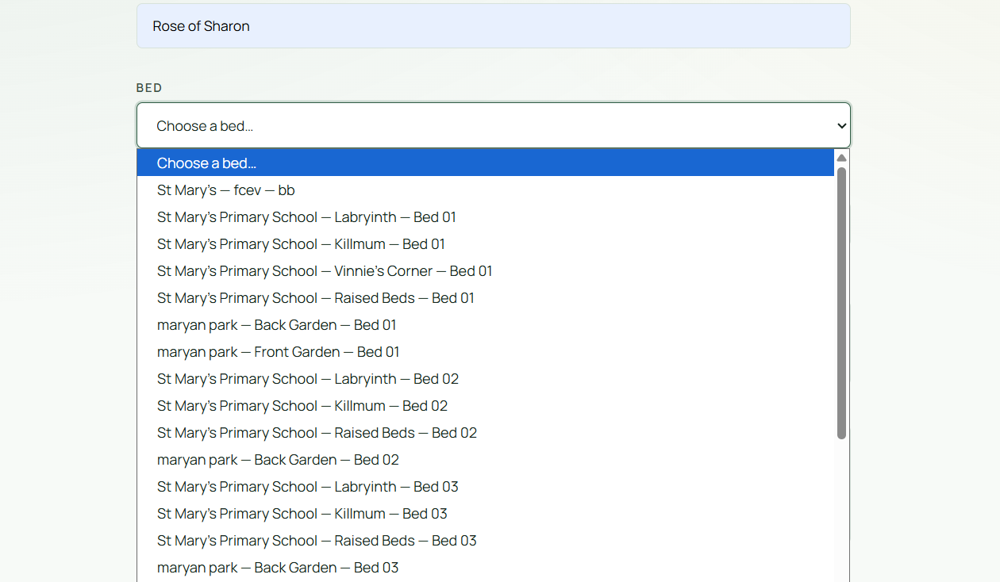 Rose of Sharon
BED
Choose a bed...
Choose a bed...
St Mary's — fcev — bb
St Mary's Primary School — Labryinth — Bed 01
St Mary's Primary School — Killmum — Bed 01
St Mary's Primary School — Vinnie's Corner — Bed 01
St Mary's Primary School — Raised Beds — Bed 01
maryan park — Back Garden — Bed 01
maryan park — Front Garden — Bed 01
St Mary's Primary School — Labryinth — Bed 02
St Mary's Primary School — Killmum — Bed 02
St Mary's Primary School — Raised Beds — Bed 02
maryan park — Back Garden — Bed 02
St Mary's Primary School — Labryinth — Bed 03
St Mary's Primary School — Killmum — Bed 03
St Mary's Primary School — Raised Beds — Bed 03
maryan park — Back Garden — Bed 03